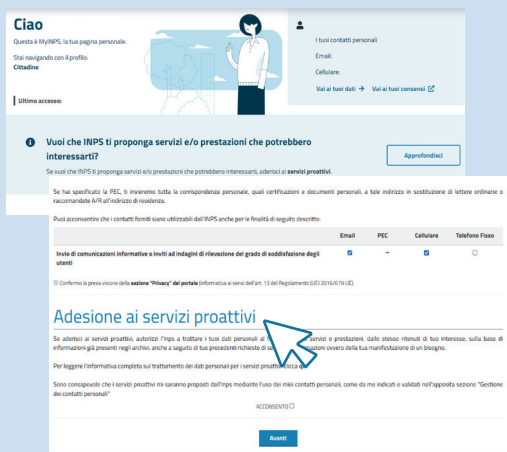 Ciao
Questa è MyINPS, la tua pagina personale.
Stai navigando con il profilo:
Cittadino
Ultimo accesso:
I tuoi contatti personali
Email:
Cellulare:
Vai ai tuoi dati → Vai ai tuoi consensi
Vuoi che INPS ti proponga servizi e/o prestazioni che potrebbero
interessarti?
Se vuoi che INPS ti proponga servizi e/o prestazioni che potrebbero interessarti, aderisci ai servizi proattivi.
Approfondisci
Se hai specificato la PEC, ti invieremo tutta la corrispondenza personale, quali certificazioni e documenti personali, a tale indirizzo in sostituzione di lettere ordinarie o
raccomandate A/R all'indirizzo di residenza.
Puoi acconsentire che i contatti forniti siano utilizzabili dall'INPS anche per le finalità di seguito descritte:
Email PEC Cellulare Telefono Fisso
Invio di comunicazioni informative o inviti ad indagini di rilevazione del grado di soddisfazione degli
utenti
Confermo la presa visione della sezione "Privacy" del portale (informativa ai sensi dell'art. 13 del Regolamento (UE) 2016/679 UE).
Adesione ai servizi proattivi
Se aderisci ai servizi proattivi, autorizzi l'Inps a trattare i tuoi dati personali al servizi o prestazioni, dallo stesso ritenuti di tuo interesse, sulla base di
informazioni già presenti negli archivi, anche a seguito di tue precedenti richieste di ovvero della tua manifestazione di un bisogno.
Per leggere l'informativa completa sul trattamento dei dati personali per i servizi proattivi clicca
Sono consapevole che i servizi proattivi mi saranno proposti dall'Inps mediante l'uso dei miei contatti personali, come da me indicati e validati nell'apposita sezione "Gestione
dei contatti personali"
ACCONSENTO
Avanti